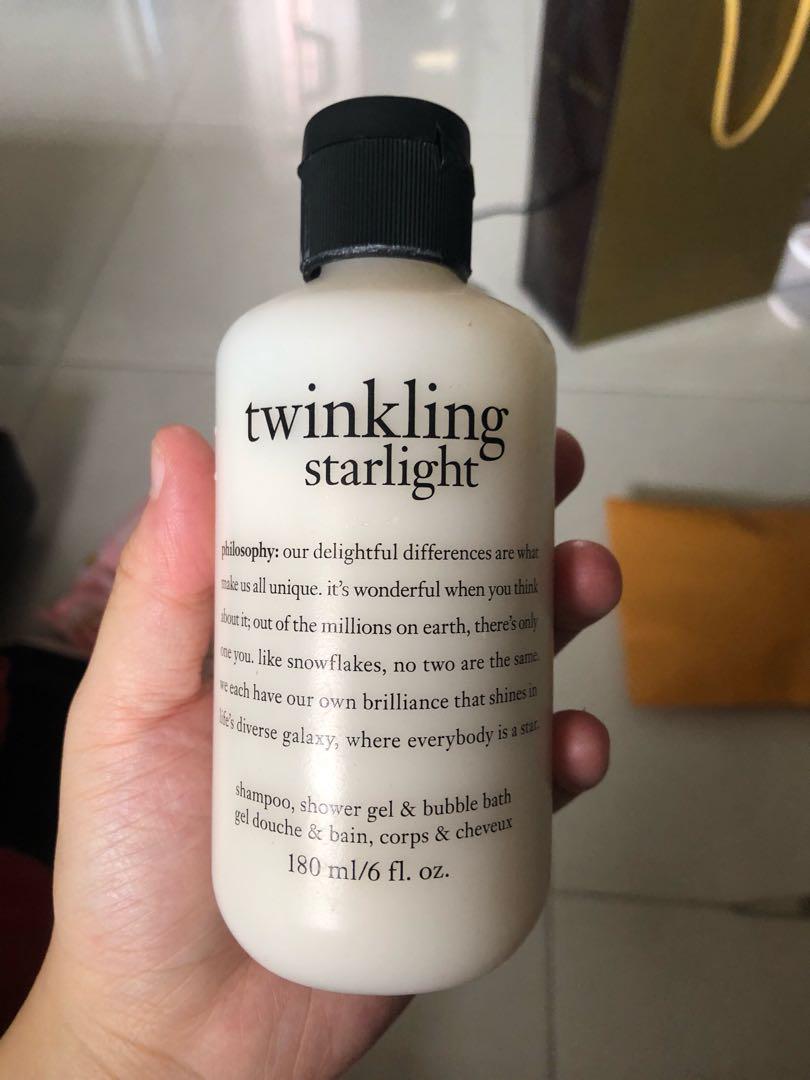 twinkling
starlight
philosophy: our delightful differences are what
make us all unique. it's wonderful when you think
about it; out of the millions on earth, there's only
one you. like snowflakes, no two are the same.
we each have our own brilliance that shines in
life's diverse galaxy, where everybody is a star.
shampoo, shower gel & bubble bath
gel douche & bain, corps & cheveux
180 ml/6 fl. oz.